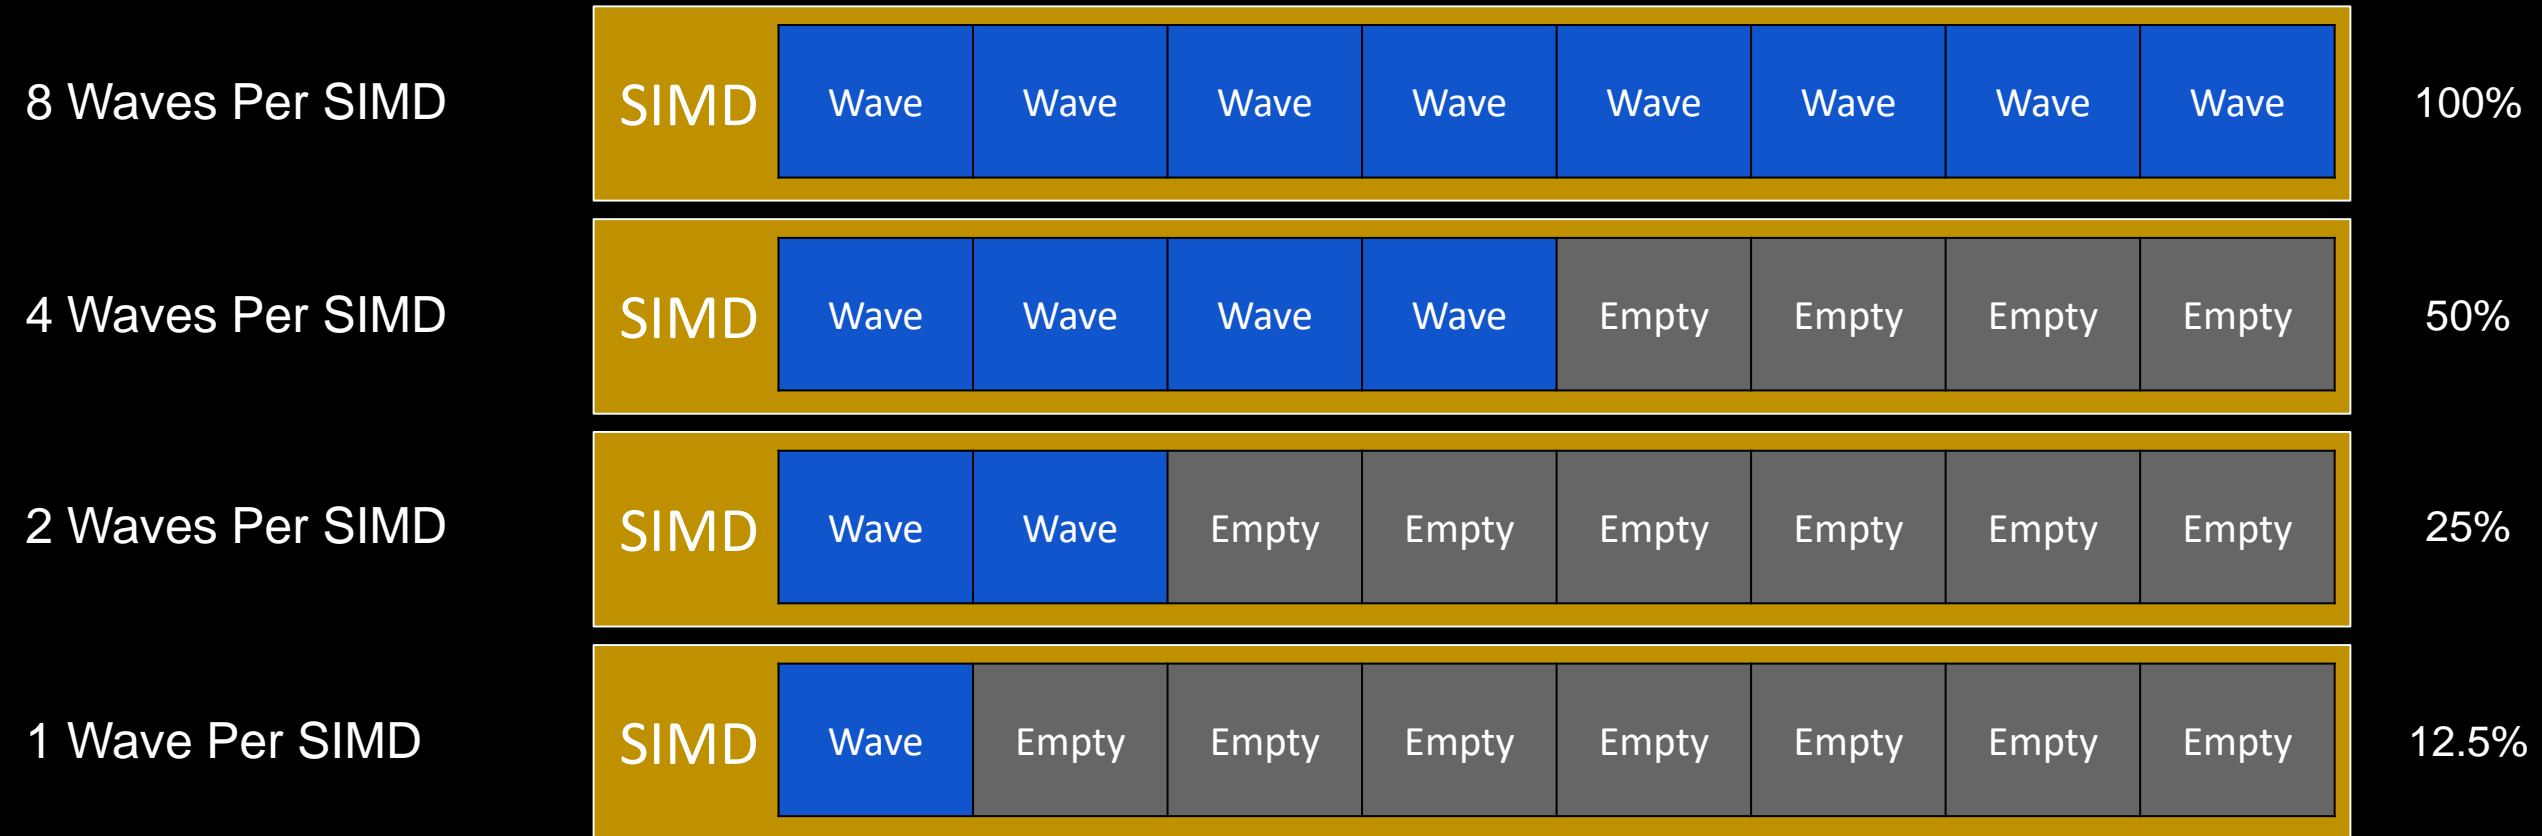 8 Waves Per SIMD SIMD Wave Wave Wave Wave Wave Wave Wave Wave 100%
4 Waves Per SIMD SIMD Wave Wave Wave Wave Empty Empty Empty Empty 50%
2 Waves Per SIMD SIMD Wave Wave Empty Empty Empty Empty Empty Empty 25%
1 Wave Per SIMD SIMD Wave Empty Empty Empty Empty Empty Empty Empty 12.5%